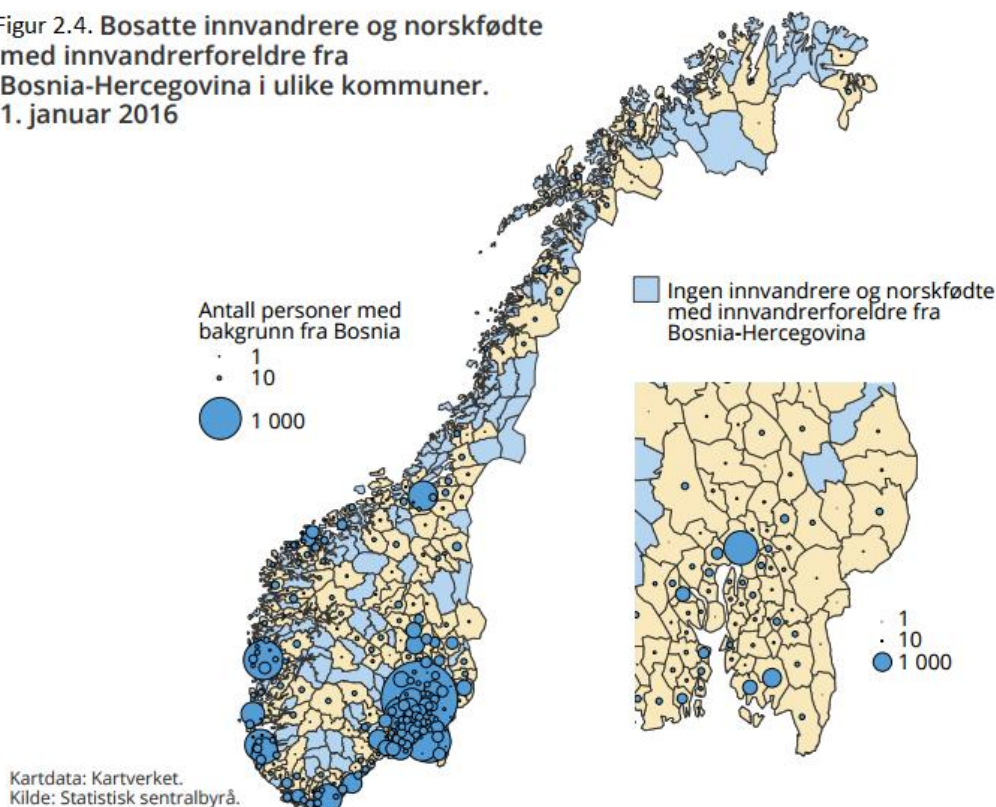 Figur 2.4. Bosatte innvandrere og norskfødte
med innvandrerforeldre fra
Bosnia-Hercegovina i ulike kommuner.
1. januar 2016
Antall personer med
bakgrunn fra Bosnia
1
10
1 000
Ingen innvandrere og norskfødte
med innvandrerforeldre fra
Bosnia-Hercegovina
1
10
1 000
Kartdata: Kartverket.
Kilde: Statistisk sentralbyrå.